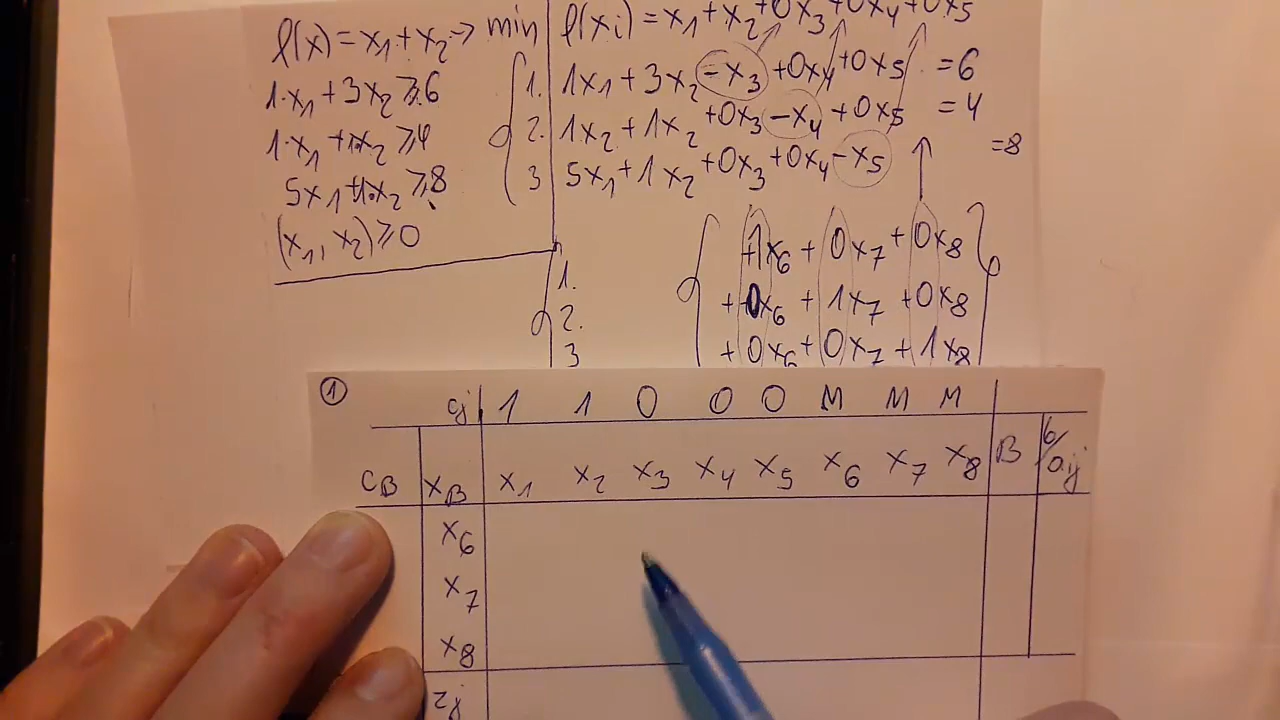 f(x) = x₁ + x₂ → min
1·x₁ + 3x₂ ≥ 6
1·x₁ + 1·x₂ ≥ 4
5x₁ + 1·x₂ ≥ 8
(x₁, x₂) ≥ 0
f(xᵢ) = x₁ + x₂ + 0x₃ + 0x₄ + 0x₅
1. 1x₁ + 3x₂ - x₃ + 0x₄ + 0x₅ = 6
2. 1x₂ + 1x₂ + 0x₃ - x₄ + 0x₅ = 4
3 5x₁ + 1x₂ + 0x₃ + 0x₄ - x₅ = 8
1. +1x₆ + 0x₇ + 0x₈
2. + 0x₆ + 1x₇ + 0x₈
3 + 0x₆ + 0x₇ + 1x₈
① cj 1 1 0 0 0 M M M
cB xB x₁ x₂ x₃ x₄ x₅ x₆ x₇ x₈ B b/aij
x₆
x₇
x₈
zj